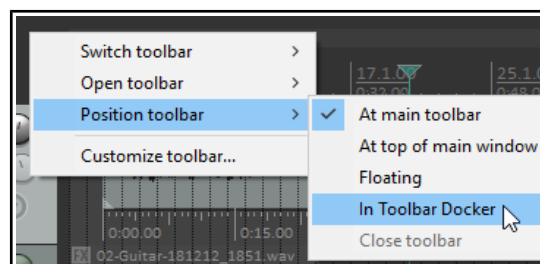 Switch toolbar
Open toolbar
Position toolbar
Customize toolbar...
17.1.00
0:32.00
25.1.0
0:48.0
At main toolbar
At top of main window
Floating
In Toolbar Docker
Close toolbar
0:00.00
0:15.00
FX 02-Guitar-181212_1851.wav